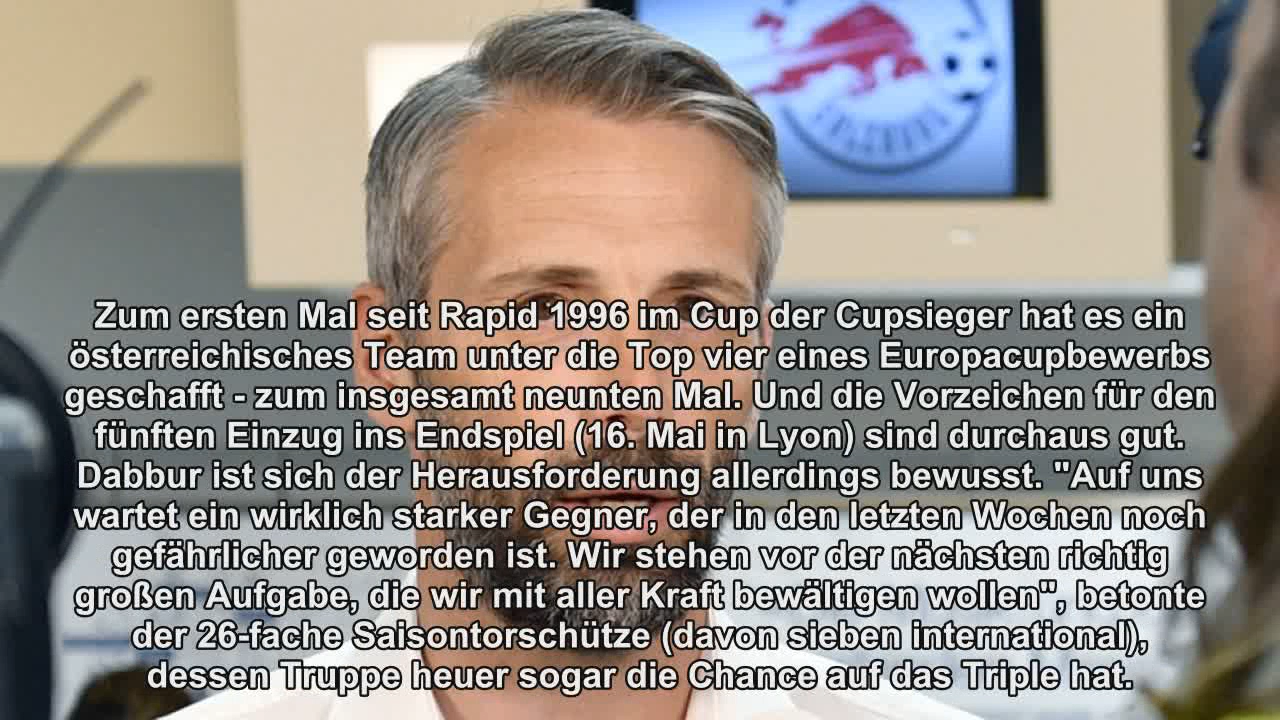 SALZBURG
Zum ersten Mal seit Rapid 1996 im Cup der Cupsieger hat es ein
österreichisches Team unter die Top vier eines Europacupbewerbs
geschafft - zum insgesamt neunten Mal. Und die Vorzeichen für den
fünften Einzug ins Endspiel (16. Mai in Lyon) sind durchaus gut.
Dabbur ist sich der Herausforderung allerdings bewusst. "Auf uns
wartet ein wirklich starker Gegner, der in den letzten Wochen noch
gefährlicher geworden ist. Wir stehen vor der nächsten richtig
großen Aufgabe, die wir mit aller Kraft bewältigen wollen", betonte
der 26-fache Saisontorschütze (davon sieben international),
dessen Truppe heuer sogar die Chance auf das Triple hat.